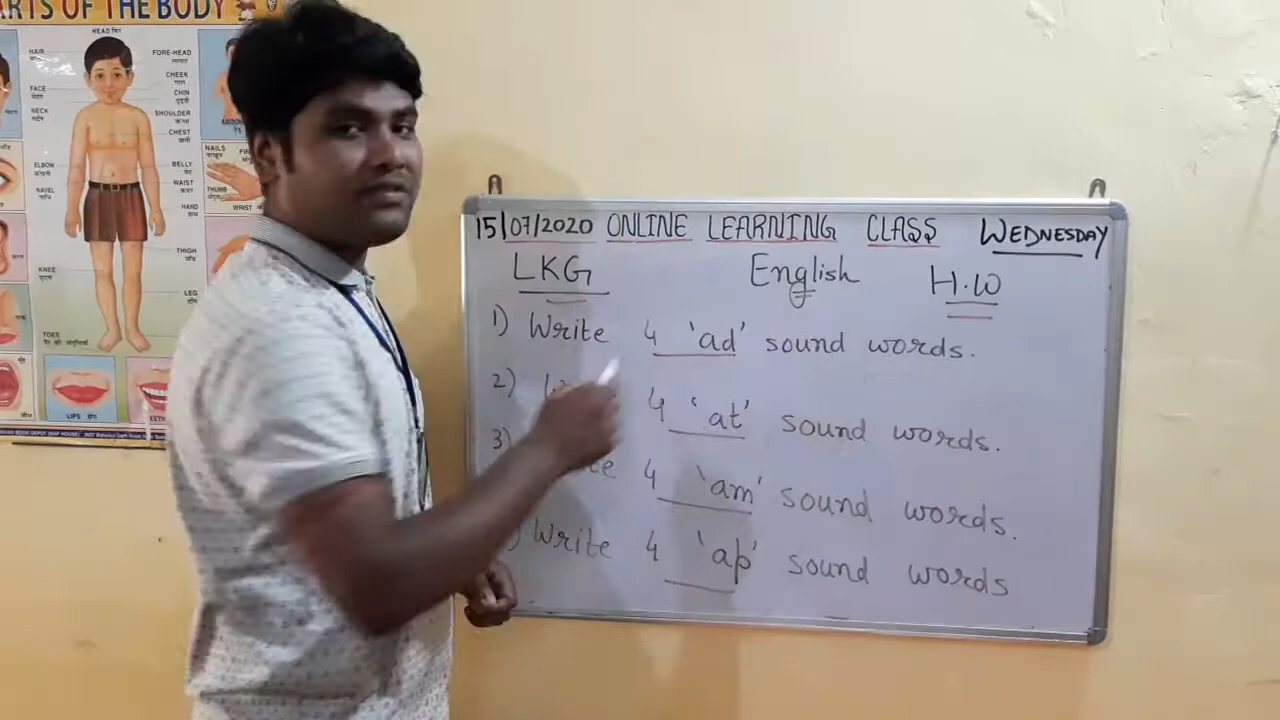 ARTS OF THE BODY
HEAD सिर
HAIR
FORE-HEAD
CHEEK
गाल
FACE
CHIN
NECK
SHOULDER
कन्धा
CHEST
छाती
NAILS
ELBOW
BELLY
NAVEL
WAIST
HAND
WRIST
THIGH
जाँघ
KNEE
LEG
टाँग
TOES
LIPS होंठ
15/07/2020 ONLINE LEARNING CLASS WEDNESDAY
LKG English H.W
1) Write 4 'ad' sound words.
2) 4 'at' sound words.
3) 4 'am' sound words.
Write 4 'ap' sound words